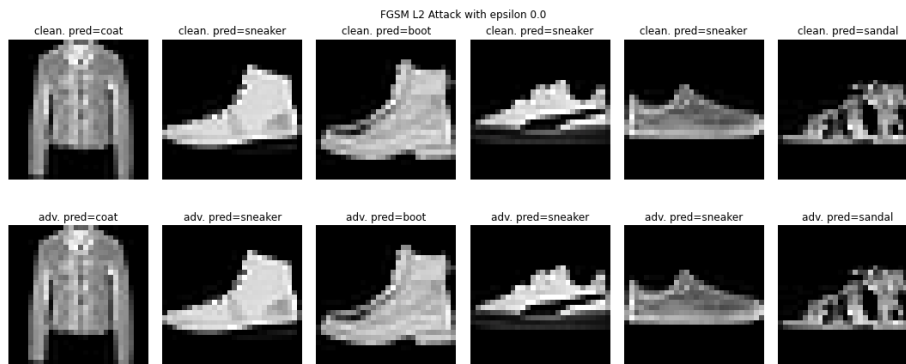 FGSM L2 Attack with epsilon 0.0
clean. pred=coat clean. pred=sneaker clean. pred=boot clean. pred=sneaker clean. pred=sneaker clean. pred=sandal
adv. pred=coat adv. pred=sneaker adv. pred=boot adv. pred=sneaker adv. pred=sneaker adv. pred=sandal